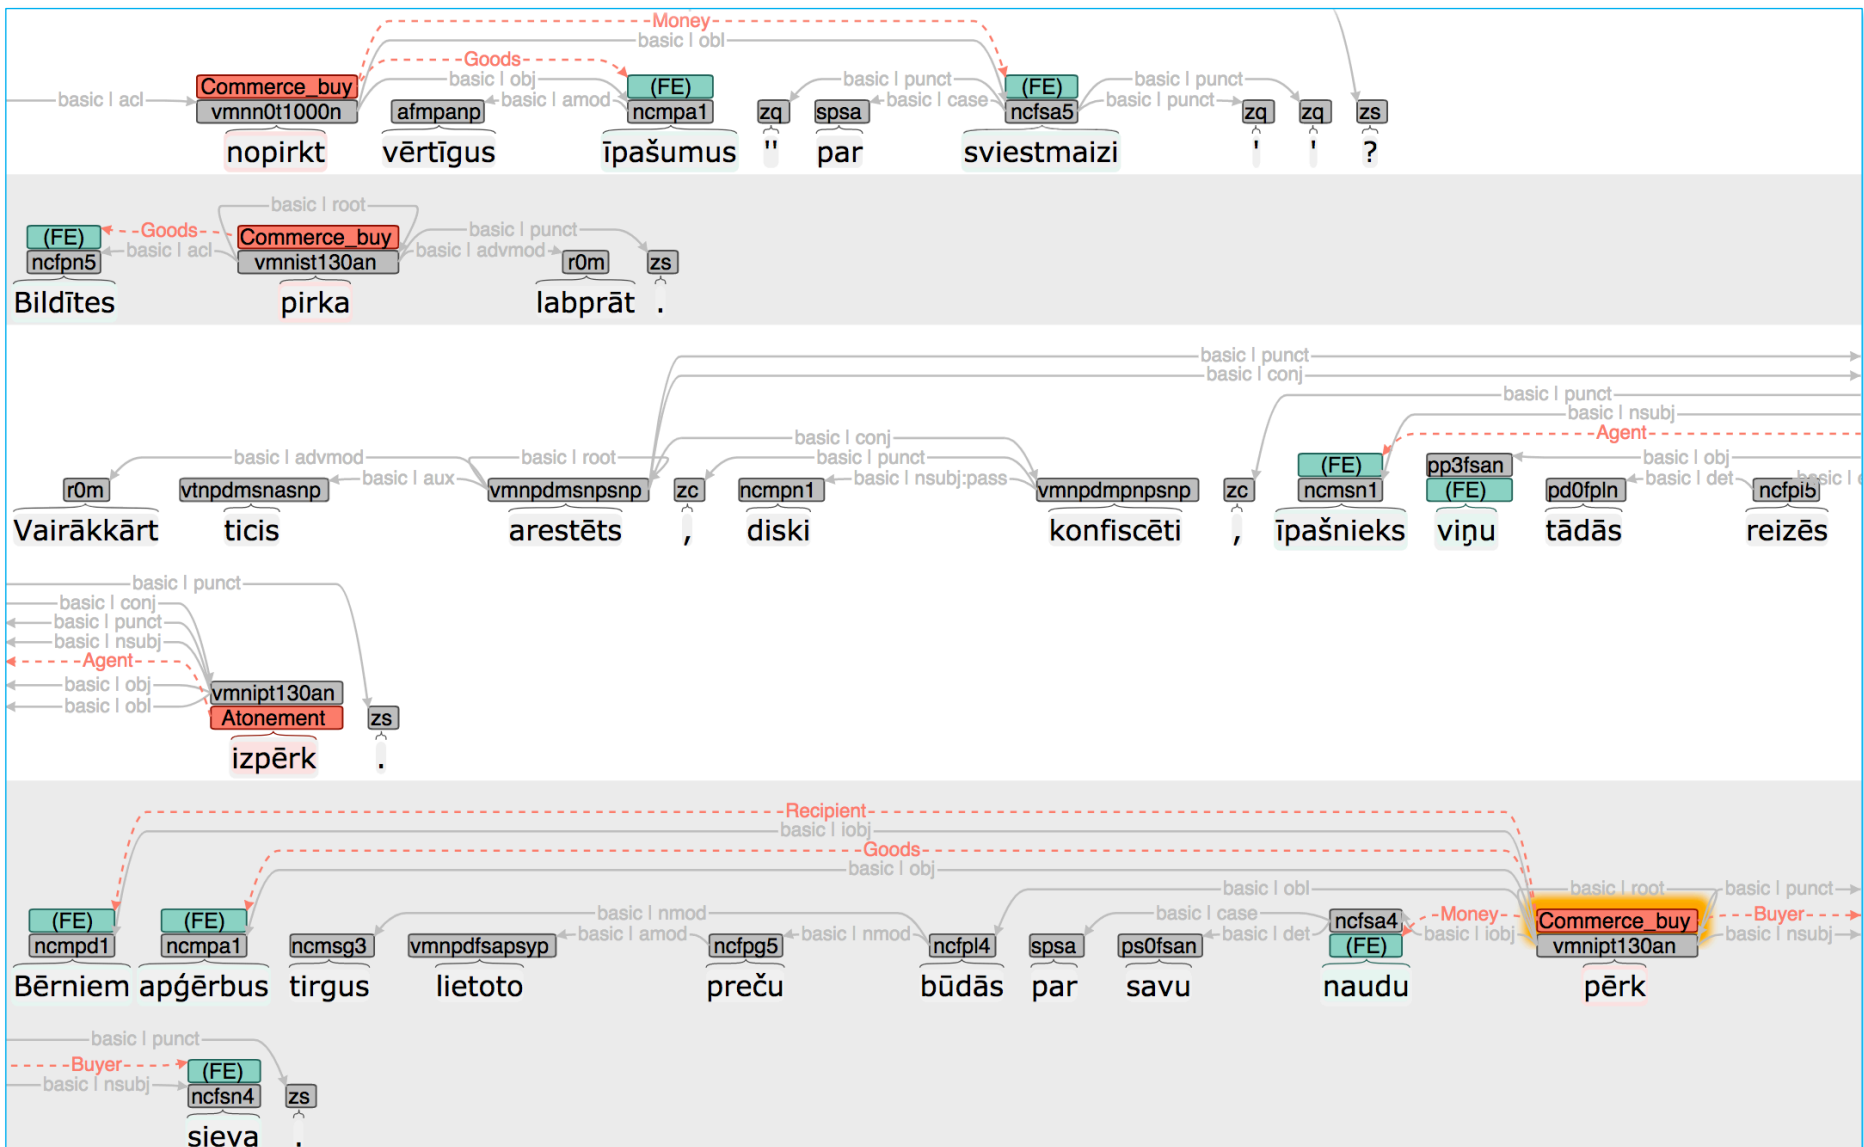 Money
basic | obl
Goods
Commerce_buy basic | obj (FE) basic | punct (FE) basic | punct
basic | acl vmnn0t1000n afmpanp basic | amod ncmpa1 zq spsa basic | case ncfsa5 basic | punct zq zq zs
nopirkt vērtīgus īpašumus " par sviestmaizi ' ' ?
basic | root
(FE) Goods Commerce_buy basic | punct
ncfpn5 basic | acl vmnist130an basic | advmod r0m zs
Bildītes pirka labprāt .
basic | punct
basic | conj
basic | punct
basic | nsubj
basic | conj Agent
basic | advmod basic | root basic | punct (FE) pp3fsan basic | obj
r0m vtnpdmsnasnp basic | aux vmnpdmsnpsnp zc ncmpn1 basic | nsubj:pass vmnpdmpnpsnp zc ncmsn1 (FE) pd0fpln basic | det ncfpl5
Vairākkārt ticis arestēts , diski konfiscēti , īpašnieks viņu tādās reizēs
basic | punct
basic | conj
basic | punct
basic | nsubj
Agent
basic | obj vmnipt130an
basic | obl Atonement zs
izpērk .
Recipient
basic | iobj
Goods
basic | obj
basic | obl basic | root basic | punct
(FE) (FE) basic | nmod basic | case ncfsa4 Money Commerce_buy Buyer
ncmpd1 ncmpa1 ncmsg3 vmnpdfsapsyp basic | amod ncfpg5 basic | nmod ncfpl4 spsa ps0fsan basic | det (FE) basic | iobj vmnipt130an basic | nsubj
Bērniem apģērbus tirgus lietoto preču būdās par savu naudu pērk
basic | punct
Buyer (FE)
basic | nsubj ncfsn4 zs
sieva .